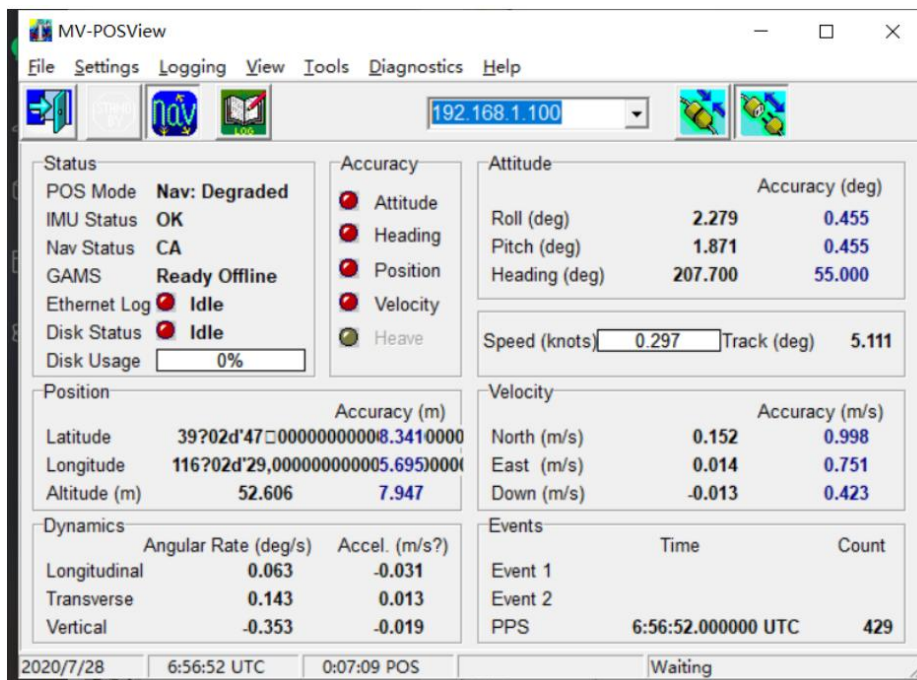 MV-POSView
File Settings Logging View Tools Diagnostics Help
nav LOG 192.168.1.100
Status
POS Mode Nav: Degraded
IMU Status OK
Nav Status CA
GAMS Ready Offline
Ethernet Log Idle
Disk Status Idle
Disk Usage 0%
Accuracy
Attitude
Heading
Position
Velocity
Heave
Attitude
Accuracy (deg)
Roll (deg) 2.279 0.455
Pitch (deg) 1.871 0.455
Heading (deg) 207.700 55.000
Speed (knots) 0.297 Track (deg) 5.111
Position
Accuracy (m)
Latitude 39?02d'47□000000000008.3410000
Longitude 116?02d'29,000000000005.6950000
Altitude (m) 52.606 7.947
Velocity
Accuracy (m/s)
North (m/s) 0.152 0.998
East (m/s) 0.014 0.751
Down (m/s) -0.013 0.423
Dynamics
Angular Rate (deg/s) Accel. (m/s?)
Longitudinal 0.063 -0.031
Transverse 0.143 0.013
Vertical -0.353 -0.019
Events
Time Count
Event 1
Event 2
PPS 6:56:52.000000 UTC 429
2020/7/28 6:56:52 UTC 0:07:09 POS Waiting